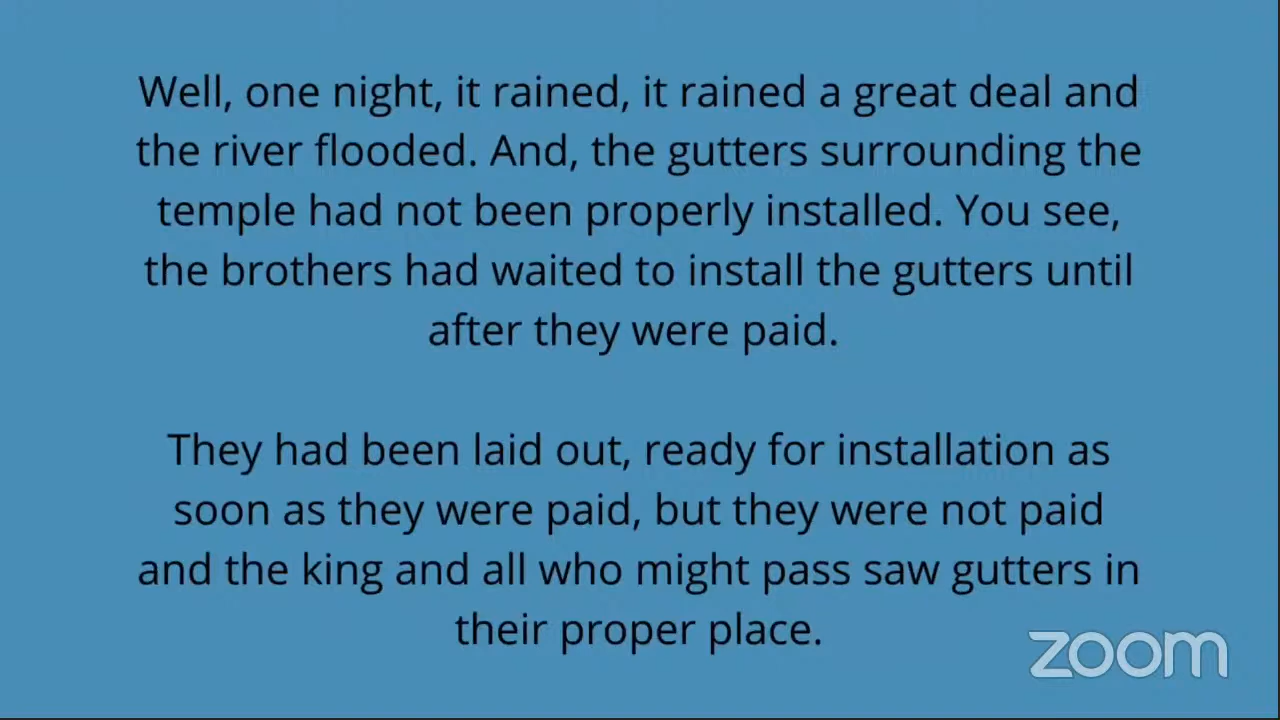 Well, one night, it rained, it rained a great deal and
the river flooded. And, the gutters surrounding the
temple had not been properly installed. You see,
the brothers had waited to install the gutters until
after they were paid.
They had been laid out, ready for installation as
soon as they were paid, but they were not paid
and the king and all who might pass saw gutters in
their proper place.
zoom